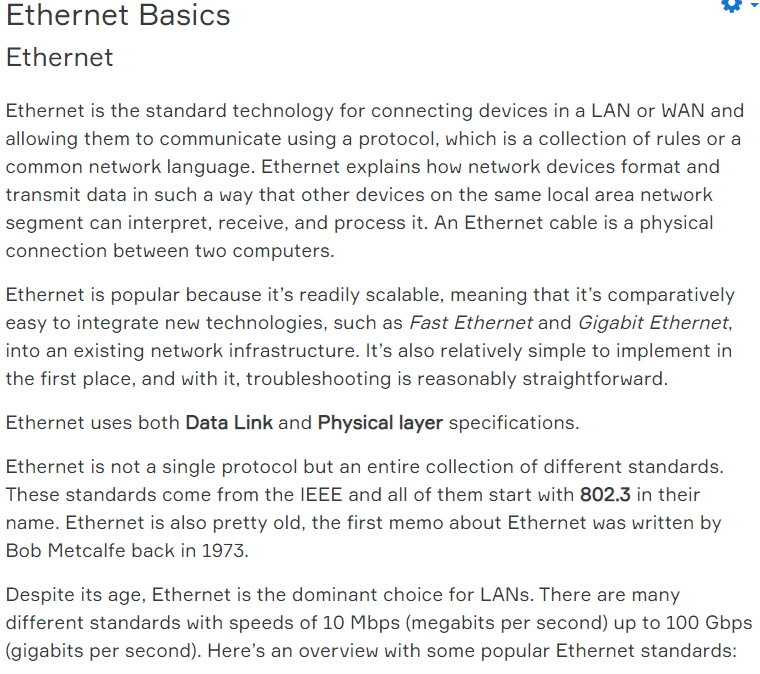 Ethernet Basics
Ethernet
Ethernet is the standard technology for connecting devices in a LAN or WAN and
allowing them to communicate using a protocol, which is a collection of rules or a
common network language. Ethernet explains how network devices format and
transmit data in such a way that other devices on the same local area network
segment can interpret, receive, and process it. An Ethernet cable is a physical
connection between two computers.
Ethernet is popular because it’s readily scalable, meaning that it’s comparatively
easy to integrate new technologies, such as Fast Ethernet and Gigabit Ethernet,
into an existing network infrastructure. It’s also relatively simple to implement in
the first place, and with it, troubleshooting is reasonably straightforward.
Ethernet uses both Data Link and Physical layer specifications.
Ethernet is not a single protocol but an entire collection of different standards.
These standards come from the IEEE and all of them start with 802.3 in their
name. Ethernet is also pretty old, the first memo about Ethernet was written by
Bob Metcalfe back in 1973.
Despite its age, Ethernet is the dominant choice for LANs. There are many
different standards with speeds of 10 Mbps (megabits per second) up to 100 Gbps
(gigabits per second). Here’s an overview with some popular Ethernet standards: